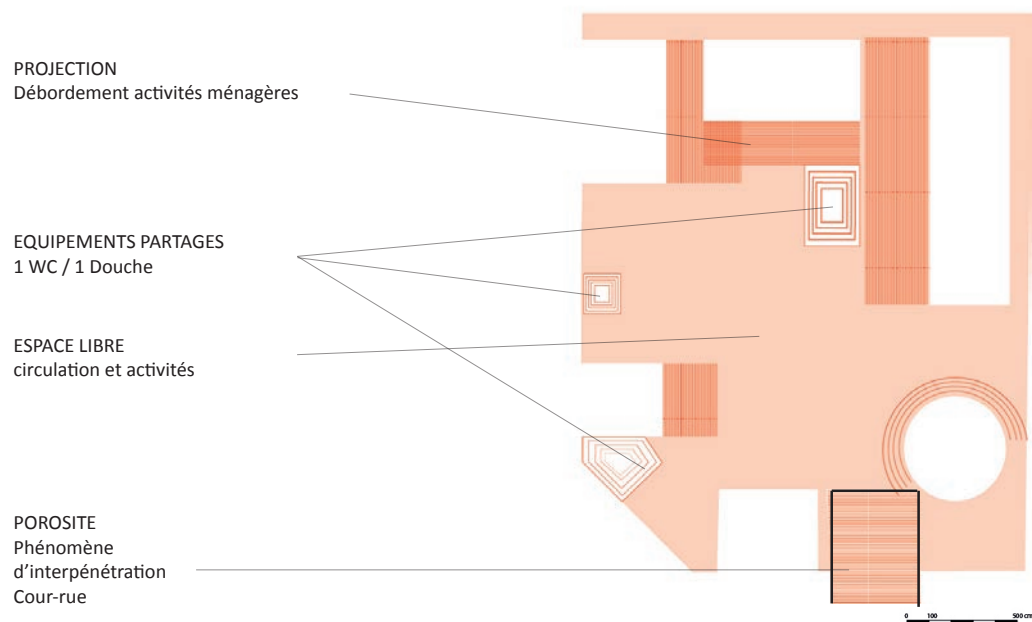 PROJECTION
Débordement activités ménagères
EQUIPEMENTS PARTAGES
1 WC / 1 Douche
ESPACE LIBRE
circulation et activités
POROSITE
Phénomène
d'interpénétration
Cour-rue
0 100 500 cm